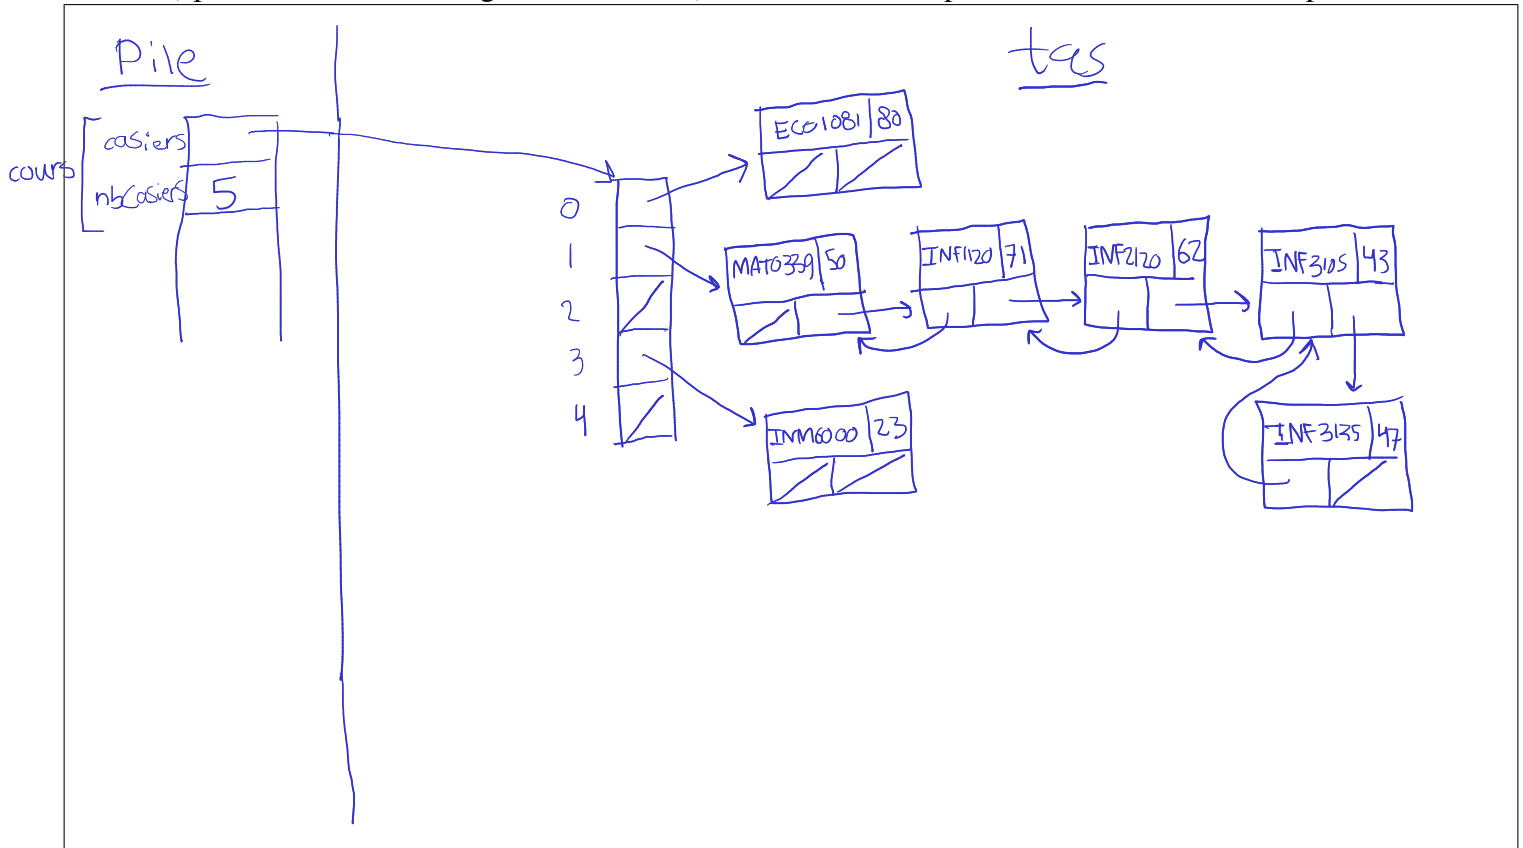 Pile
tas
cours
casiers
nbCasiers 5
0
1
2
3
4
ECO1081 80
MAT0339 50
INF1120 71
INF2120 62
INF3105 43
INM6000 23
INF3135 47